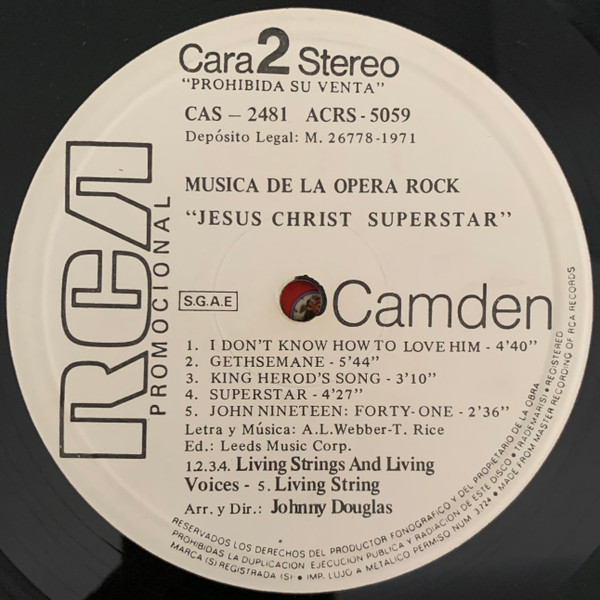 Cara 2 Stereo
"PROHIBIDA SU VENTA"
CAS – 2481 ACRS - 5059
Depósito Legal: M. 26778-1971
MUSICA DE LA OPERA ROCK
"JESUS CHRIST SUPERSTAR"
RCA
PROMOCIONAL
S.G.A.E
Camden
1. I DON'T KNOW HOW TO LOVE HIM - 4'40"
2. GETHSEMANE - 5'44"
3. KING HEROD'S SONG - 3'10"
4. SUPERSTAR - 4'27"
5. JOHN NINETEEN: FORTY-ONE - 2'36"
Letra y Música: A.L.Webber-T. Rice
Ed.: Leeds Music Corp.
1.2.3.4. Living Strings And Living
Voices - 5. Living String
Arr. y Dir.: Johnny Douglas
RESERVADOS LOS DERECHOS DEL PRODUCTOR FONOGRAFICO Y DEL PROPIETARIO DE LA OBRA
PROHIBIDAS LA DUPLICACION EJECUCION PUBLICA Y RADIACION DE ESTE DISCO • TRADEMARK(S) • REGISTERED
MARCA (S) REGISTRADA (S) • IMP. LUJO A METALICO PERMISO NUM 3.724 • MADE FROM MASTER RECORDING OF RCA RECORDS